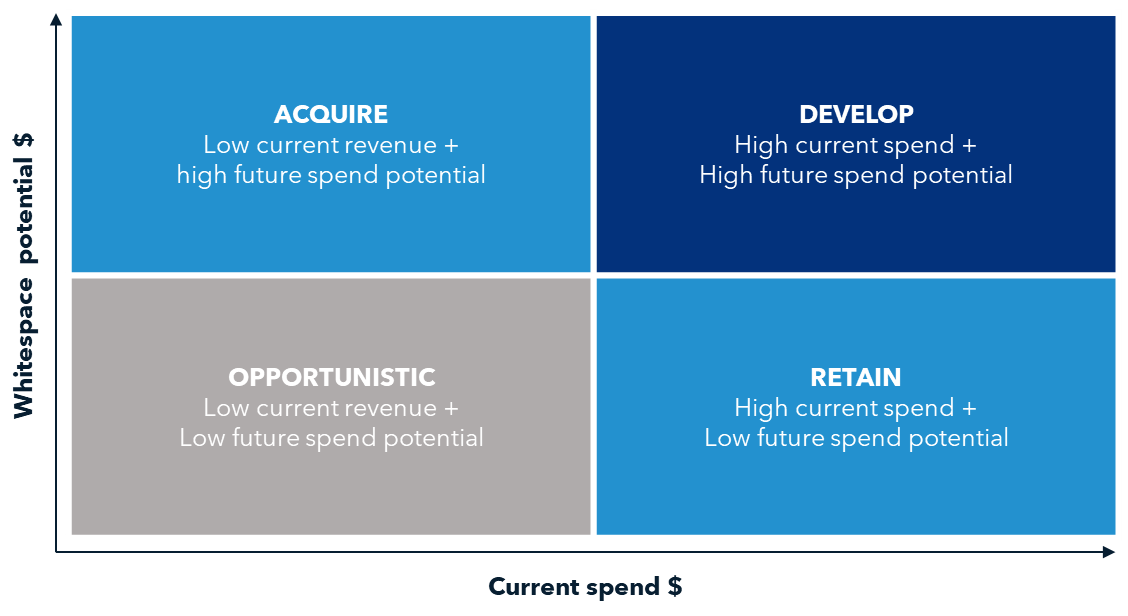 Whitespace potential $
ACQUIRE
Low current revenue +
high future spend potential
DEVELOP
High current spend +
High future spend potential
OPPORTUNISTIC
Low current revenue +
Low future spend potential
RETAIN
High current spend +
Low future spend potential
Current spend $